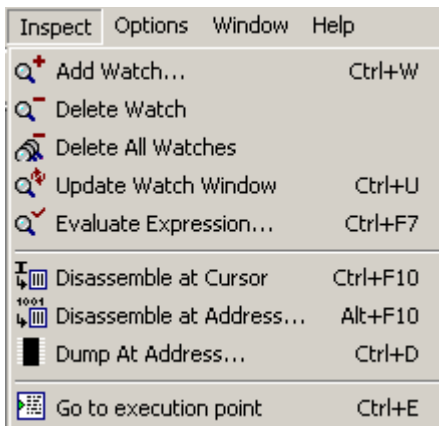 Inspect Options Window Help
Add Watch... Ctrl+W
Delete Watch
Delete All Watches
Update Watch Window Ctrl+U
Evaluate Expression... Ctrl+F7
Disassemble at Cursor Ctrl+F10
1001
Disassemble at Address... Alt+F10
Dump At Address... Ctrl+D
Go to execution point Ctrl+E